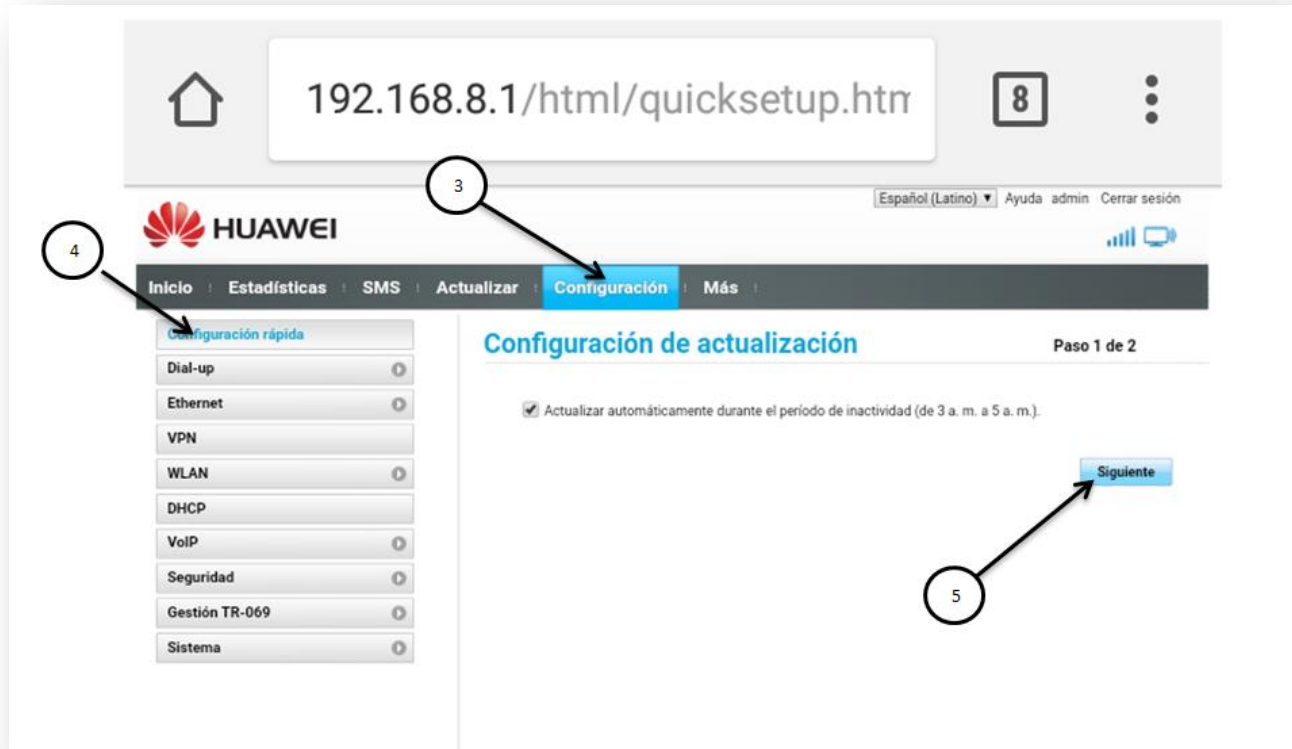 192.168.8.1/html/quicksetup.htm
8
3
Español (Latino) Ayuda admin Cerrar sesión
HUAWEI
4
Inicio Estadísticas SMS Actualizar Configuración Más
Configuración rápida
Configuración de actualización Paso 1 de 2
Dial-up
Ethernet
Actualizar automáticamente durante el período de inactividad (de 3 a. m. a 5 a. m.).
VPN
WLAN
Siguiente
DHCP
VoIP
Seguridad
5
Gestión TR-069
Sistema